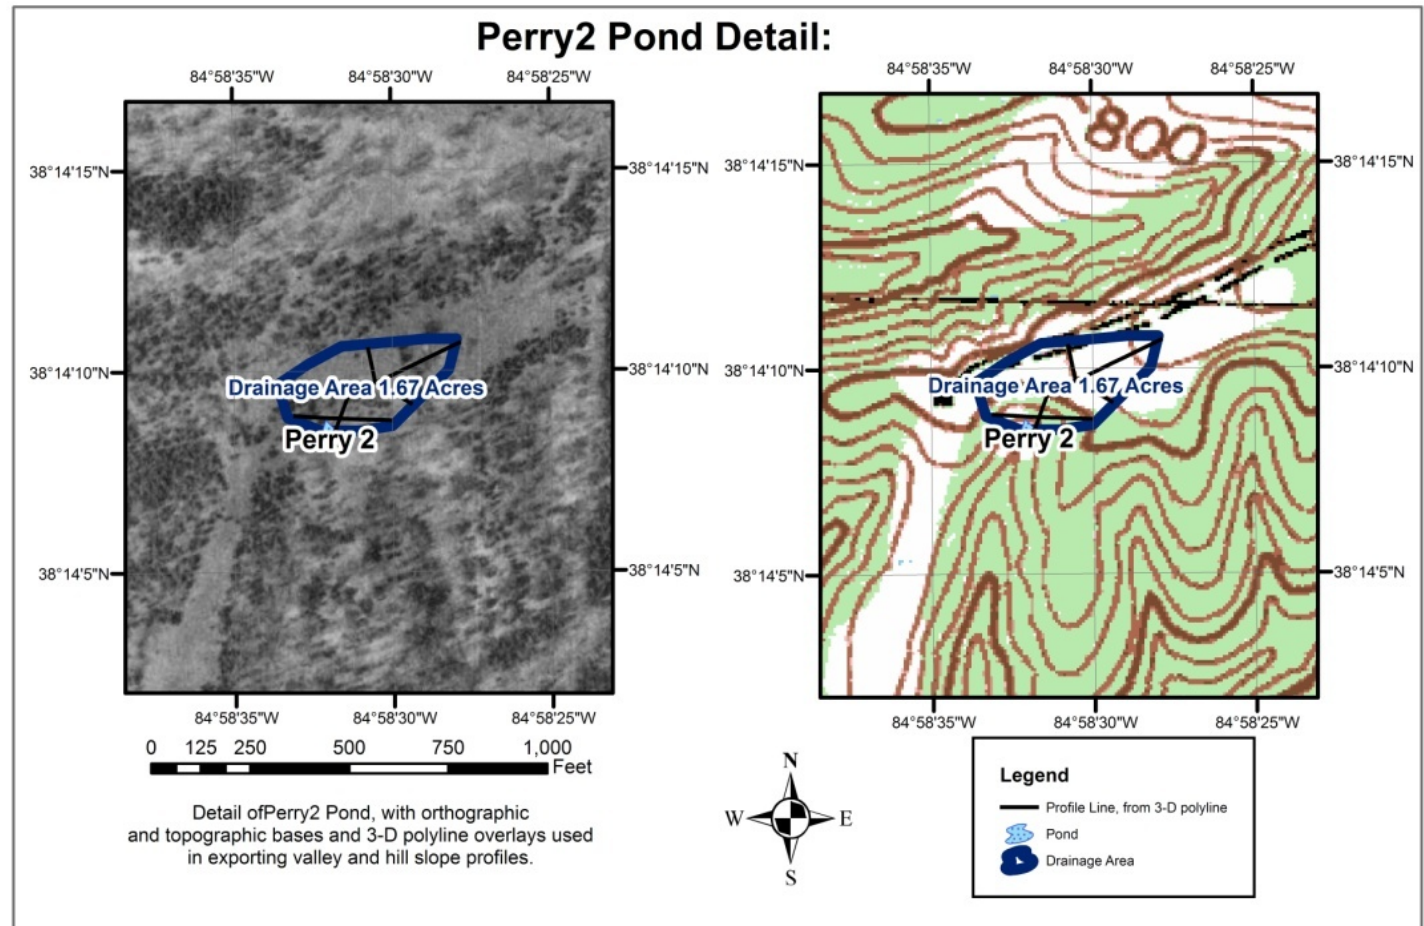 Perry2 Pond Detail:
84°58'35"W 84°58'30"W 84°58'25"W
84°58'35"W 84°58'30"W 84°58'25"W
38°14'15"N 38°14'15"N 38°14'15"N 38°14'15"N
800
38°14'10"N 38°14'10"N 38°14'10"N 38°14'10"N
Drainage Area 1.67 Acres
Drainage Area 1.67 Acres
Perry 2
Perry 2
38°14'5"N 38°14'5"N 38°14'5"N 38°14'5"N
84°58'35"W 84°58'30"W 84°58'25"W
84°58'35"W 84°58'30"W 84°58'25"W
0 125 250 500 750 1,000
Feet
Detail ofPerry2 Pond, with orthographic
and topographic bases and 3-D polyline overlays used
in exporting valley and hill slope profiles.
N
W E
S
Legend
Profile Line, from 3-D polyline
Pond
Drainage Area